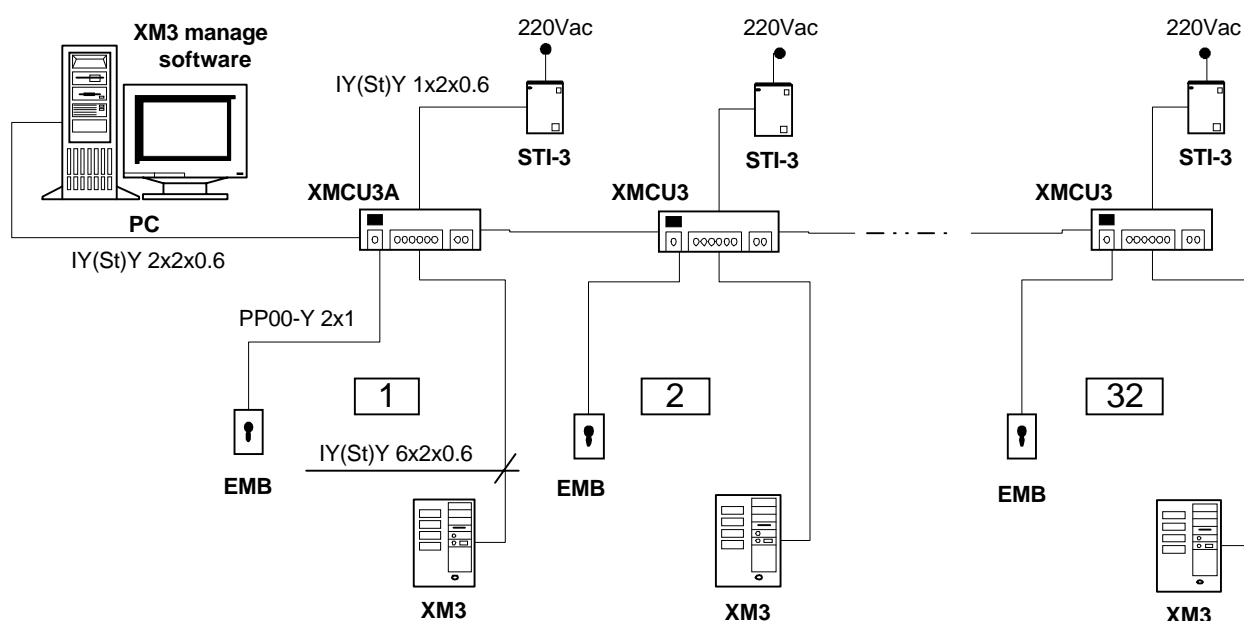 XM3 manage
software
220Vac
220Vac
220Vac
IY(St)Y 1x2x0.6
STI-3
STI-3
STI-3
XMCU3A
XMCU3
XMCU3
PC
IY(St)Y 2x2x0.6
PP00-Y 2x1
1
2
32
IY(St)Y 6x2x0.6
EMB
EMB
EMB
XM3
XM3
XM3